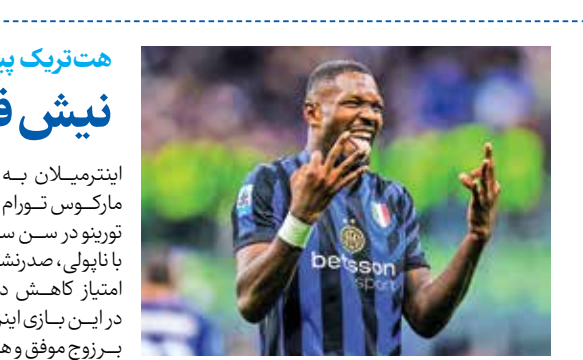 هت‌تریک
نیش
اینترمیـلان بـه
مارکـوس تـورام
تورینو در سـن
با ناپولی، صدرنش
امتیاز کاهـش د
در ایـن بـازی اینر
بـرزوج موفق و ه
betsson
sport